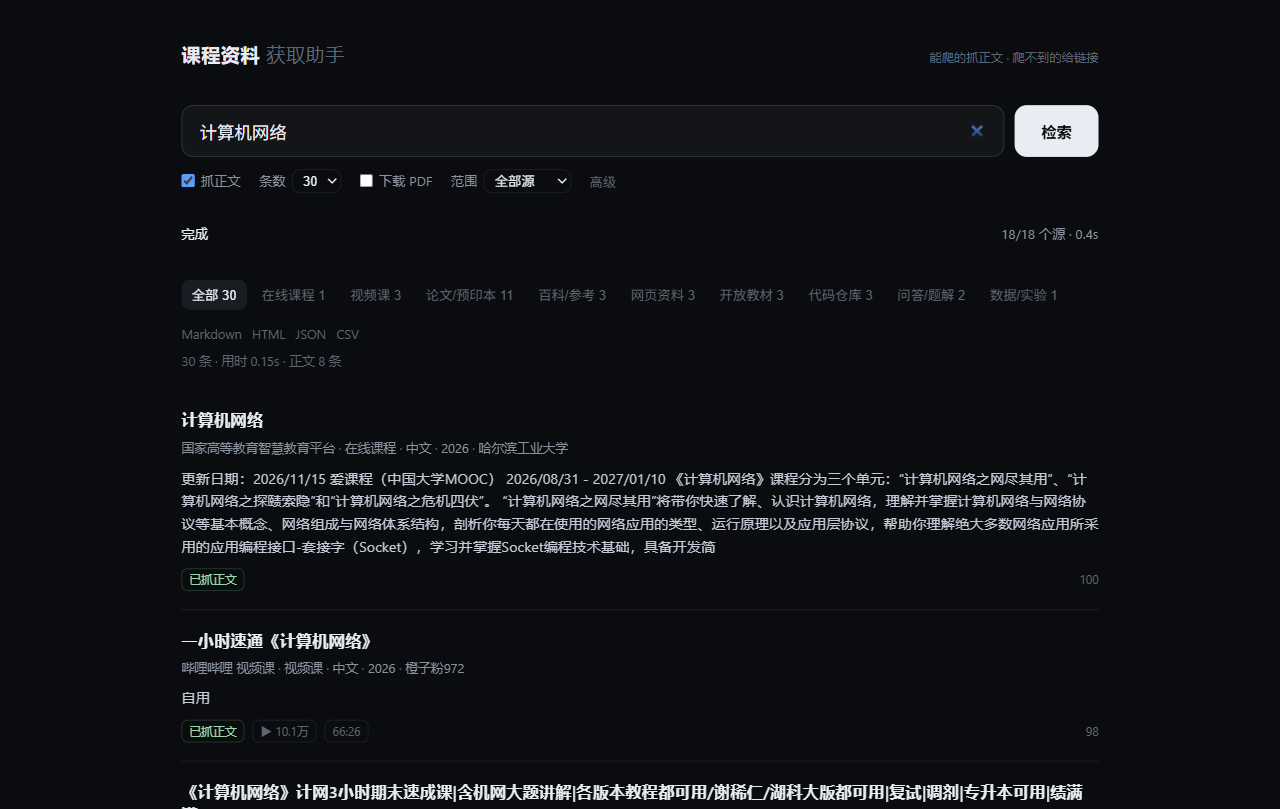 课程资料 获取助手
能爬的抓正文 · 爬不到的给链接
计算机网络
检索
抓正文 条数 30 下载 PDF 范围 全部源 高级
完成
18/18 个源 · 0.4s
全部 30 在线课程 1 视频课 3 论文/预印本 11 百科/参考 3 网页资料 3 开放教材 3 代码仓库 3 问答/题解 2 数据/实验 1
Markdown HTML JSON CSV
30 条 · 用时 0.15s · 正文 8 条
计算机网络
国家高等教育智慧教育平台 · 在线课程 · 中文 · 2026 · 哈尔滨工业大学
更新日期：2026/11/15 爱课程（中国大学MOOC） 2026/08/31 - 2027/01/10 《计算机网络》课程分为三个单元：“计算机网络之网尽其用”、“计
算机网络之探赜索隐”和“计算机网络之危机四伏”。 “计算机网络之网尽其用”将带你快速了解、认识计算机网络，理解并掌握计算机网络与网络协
议等基本概念、网络组成与网络体系结构，剖析你每天都在使用的网络应用的类型、运行原理以及应用层协议，帮助你理解绝大多数网络应用所采
用的应用编程接口-套接字（Socket），学习并掌握Socket编程技术基础，具备开发简
已抓正文
100
一小时速通《计算机网络》
哔哩哔哩 视频课 · 视频课 · 中文 · 2026 · 橙子粉972
自用
已抓正文 ▶ 10.1万 66:26
98
《计算机网络》计网3小时期末速成课|含机网大题讲解|各版本教程都可用/谢稀仁/湖科大版都可用|复试|调剂|专升本可用|绩满